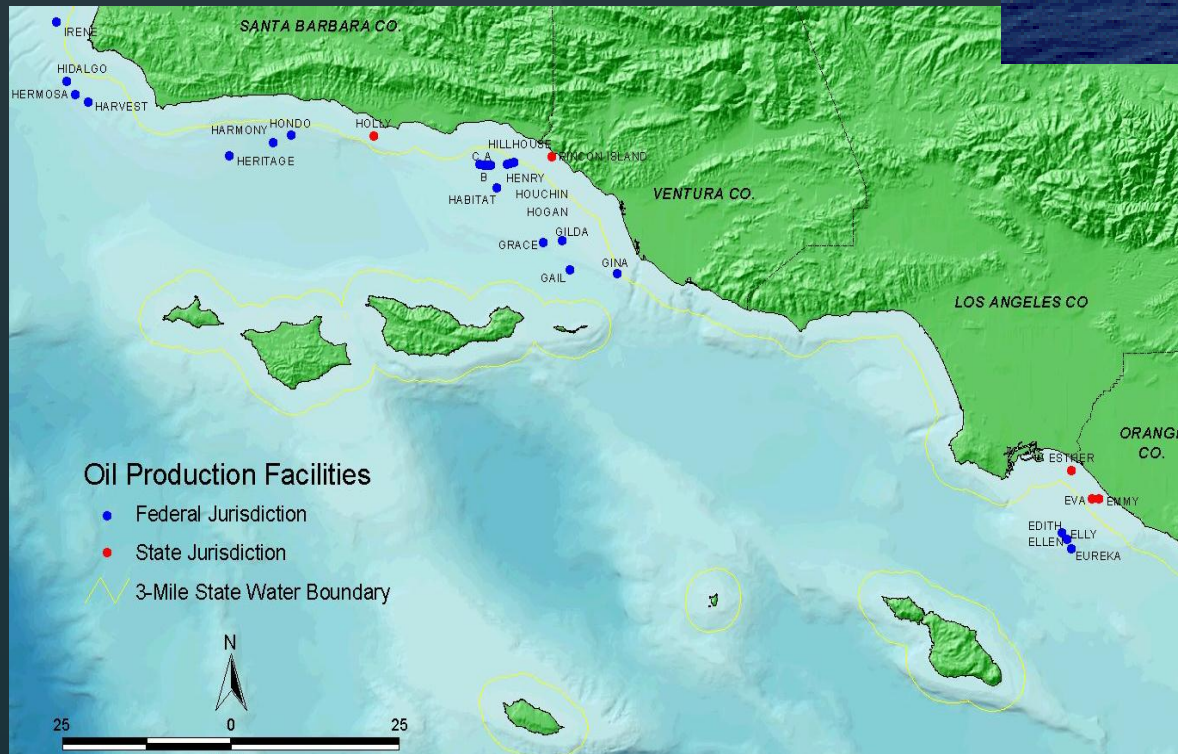 SANTA BARBARA CO.
IRENE
HIDALGO
HERMOSA
HARVEST
HARMONY
HONDO
HERITAGE
HOLLY
HILLHOUSE
C A
B
HENRY
RINCON ISLAND
HABITAT
HOUCHIN
HOGAN
VENTURA CO.
GRACE
GILDA
GAIL
GINA
LOS ANGELES CO
ORANGE
CO.
ESTHER
EVA
EMMY
EDITH
ELLY
ELLEN
EUREKA
Oil Production Facilities
Federal Jurisdiction
State Jurisdiction
3-Mile State Water Boundary
N
25 0 25